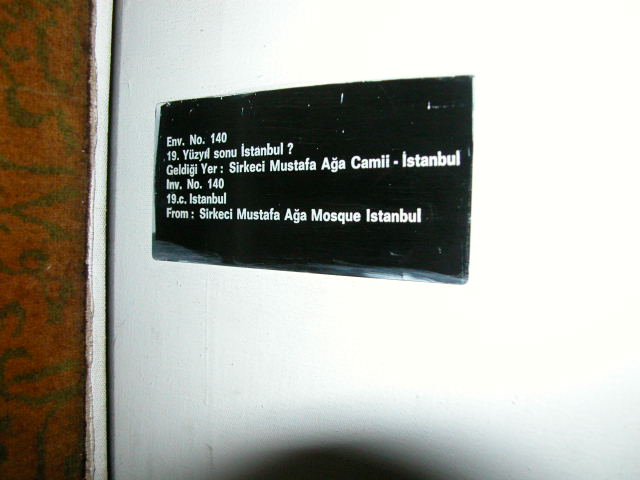 Env. No. 140
19. Yüzyıl sonu İstanbul ?
Geldiği Yer : Sirkeci Mustafa Ağa Camii - İstanbul
Inv. No. 140
19.c. Istanbul
From : Sirkeci Mustafa Ağa Mosque Istanbul